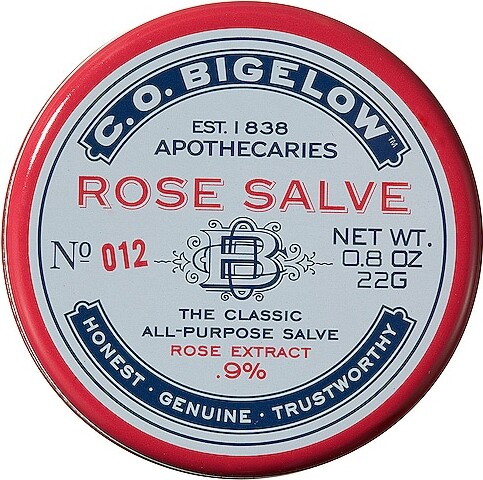 C.O. BIGELOW™
EST. 1838
APOTHECARIES
ROSE SALVE
Nº 012
NET WT.
0.8 OZ
22G
THE CLASSIC
ALL-PURPOSE SALVE
ROSE EXTRACT
.9%
HONEST · GENUINE · TRUSTWORTHY